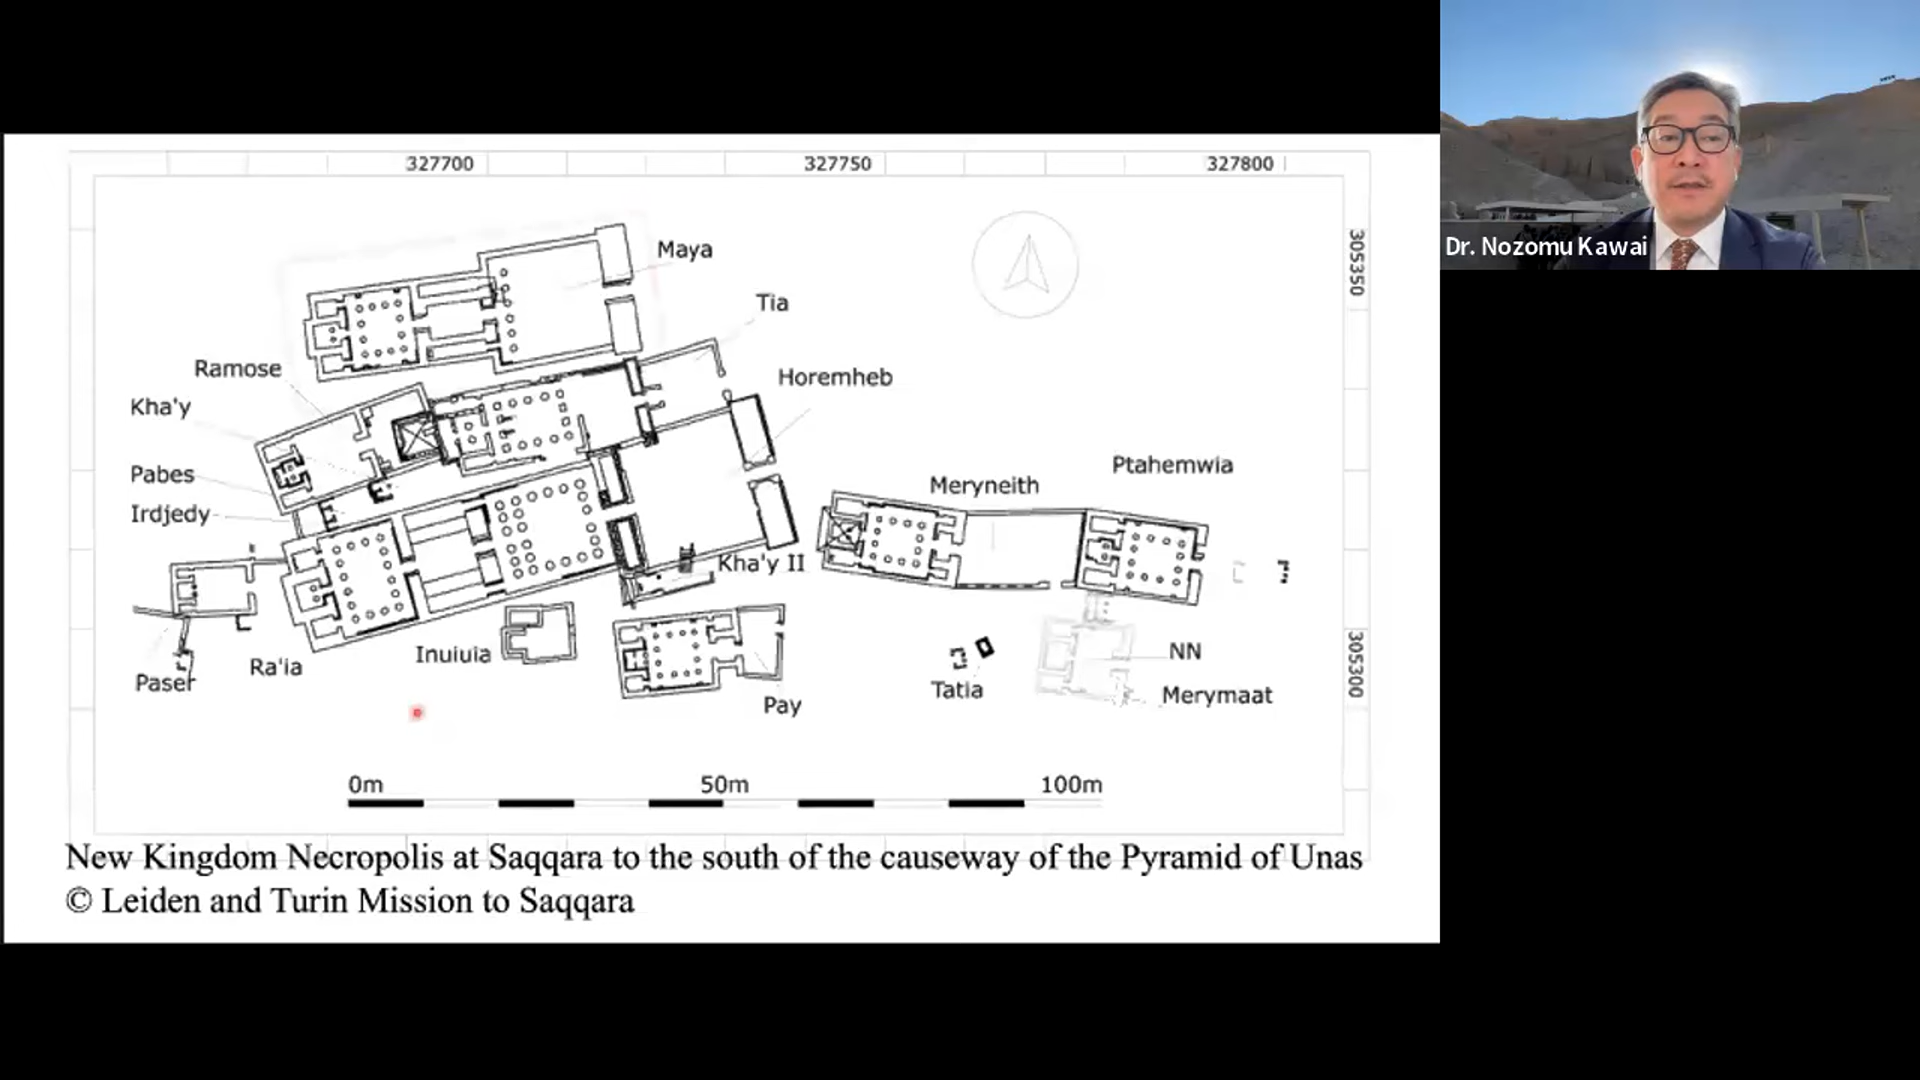 327700 327750 327800
Maya
305350
Tia
Ramose
Horemheb
Kha'y
Pabes
Ptahemwia
Meryneith
Irdjedy
Kha'y II
Inuiuia
NN
Ra'ia
Paser
Tatia
Merymaat
305300
Pay
0m 50m 100m
New Kingdom Necropolis at Saqqara to the south of the causeway of the Pyramid of Unas
© Leiden and Turin Mission to Saqqara
Dr. Nozomu Kawai